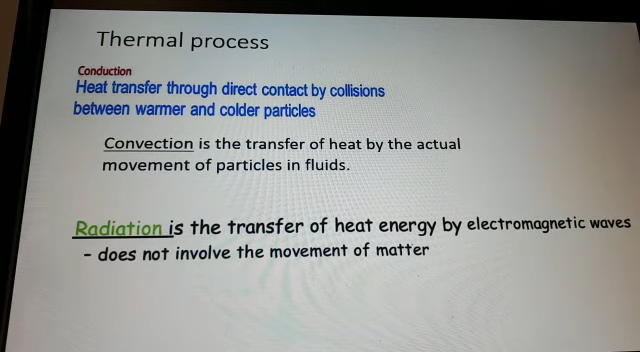 Thermal process
Conduction
Heat transfer through direct contact by collisions
between warmer and colder particles
Convection is the transfer of heat by the actual
movement of particles in fluids.
Radiation is the transfer of heat energy by electromagnetic waves
- does not involve the movement of matter